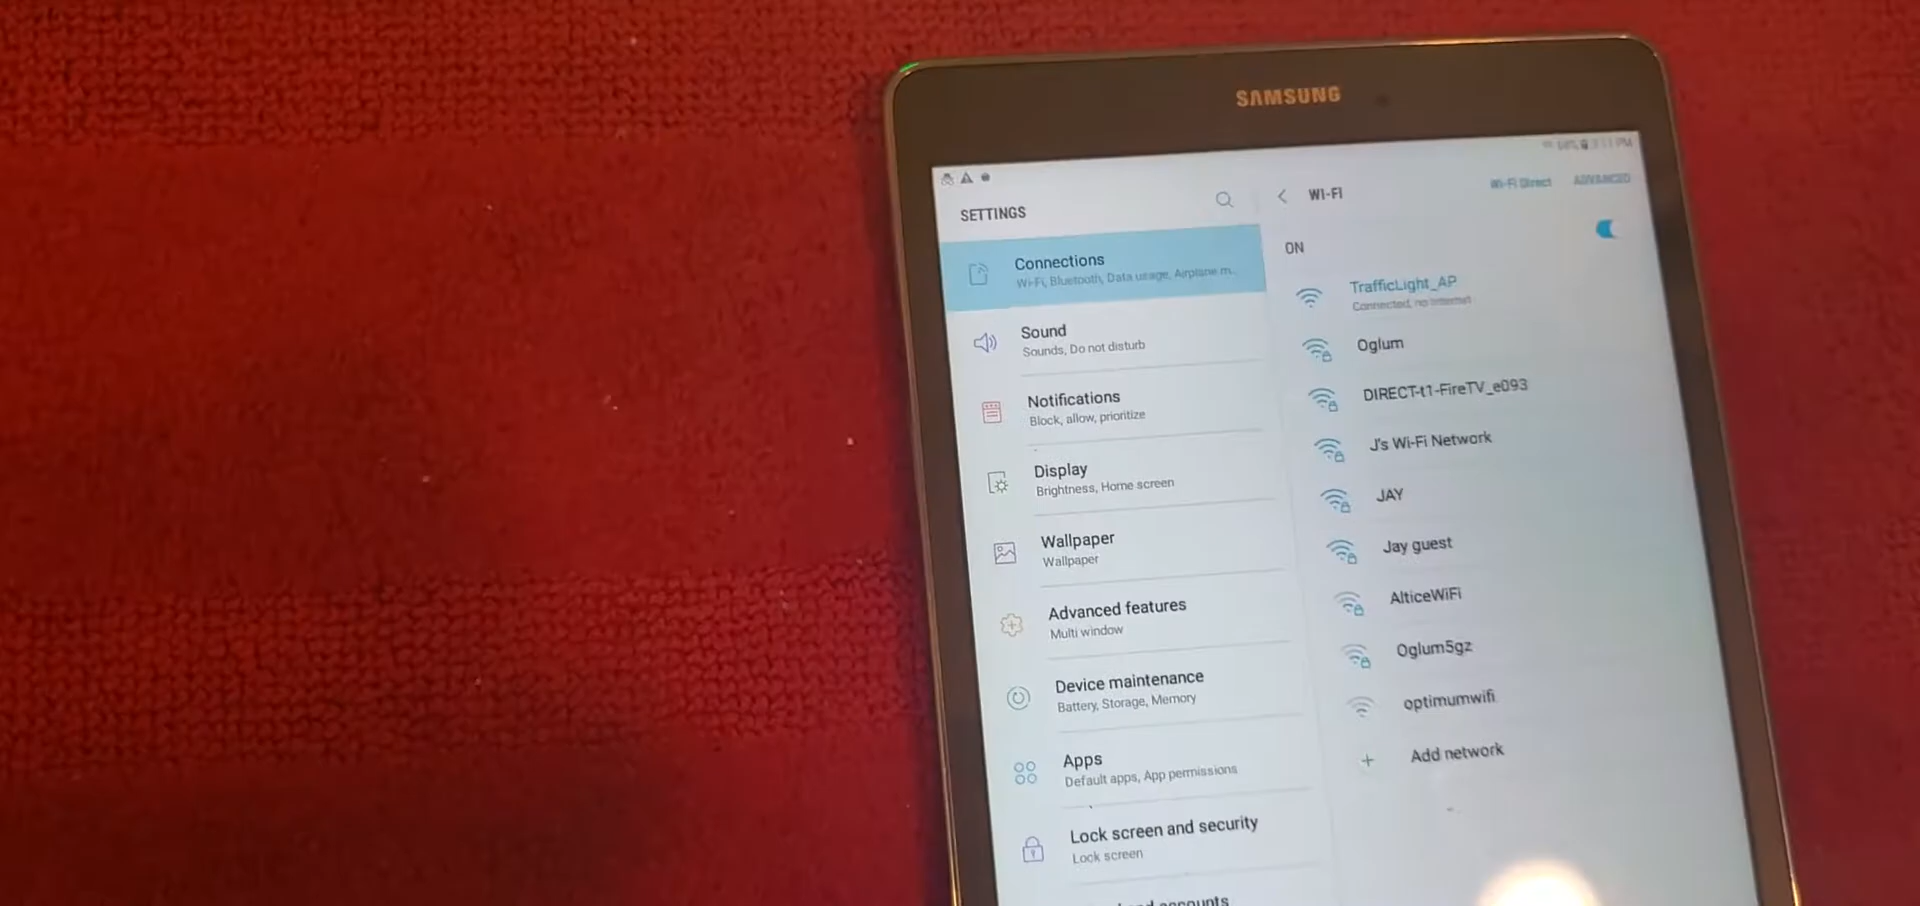 SAMSUNG
SETTINGS
Connections
Wi-Fi, Bluetooth, Data usage, Airplane m...
Sound
Sounds, Do not disturb
Notifications
Block, allow, prioritize
Display
Brightness, Home screen
Wallpaper
Wallpaper
Advanced features
Multi window
Device maintenance
Battery, Storage, Memory
Apps
Default apps, App permissions
Lock screen and security
Lock screen
accounts
WI-FI
Wi-Fi Direct
ADVANCED
ON
TrafficLight_AP
Connected, no Internet
Oglum
DIRECT-t1-FireTV_e093
J's Wi-Fi Network
JAY
Jay guest
AlticeWiFi
Oglum5gz
optimumwifi
Add network